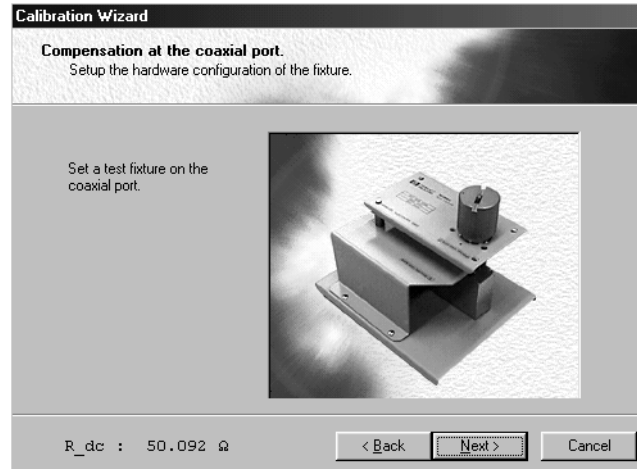 Calibration Wizard
Compensation at the coaxial port.
Setup the hardware configuration of the fixture.
Set a test fixture on the
coaxial port.
R_dc : 50.092 Ω
< Back
Next >
Cancel